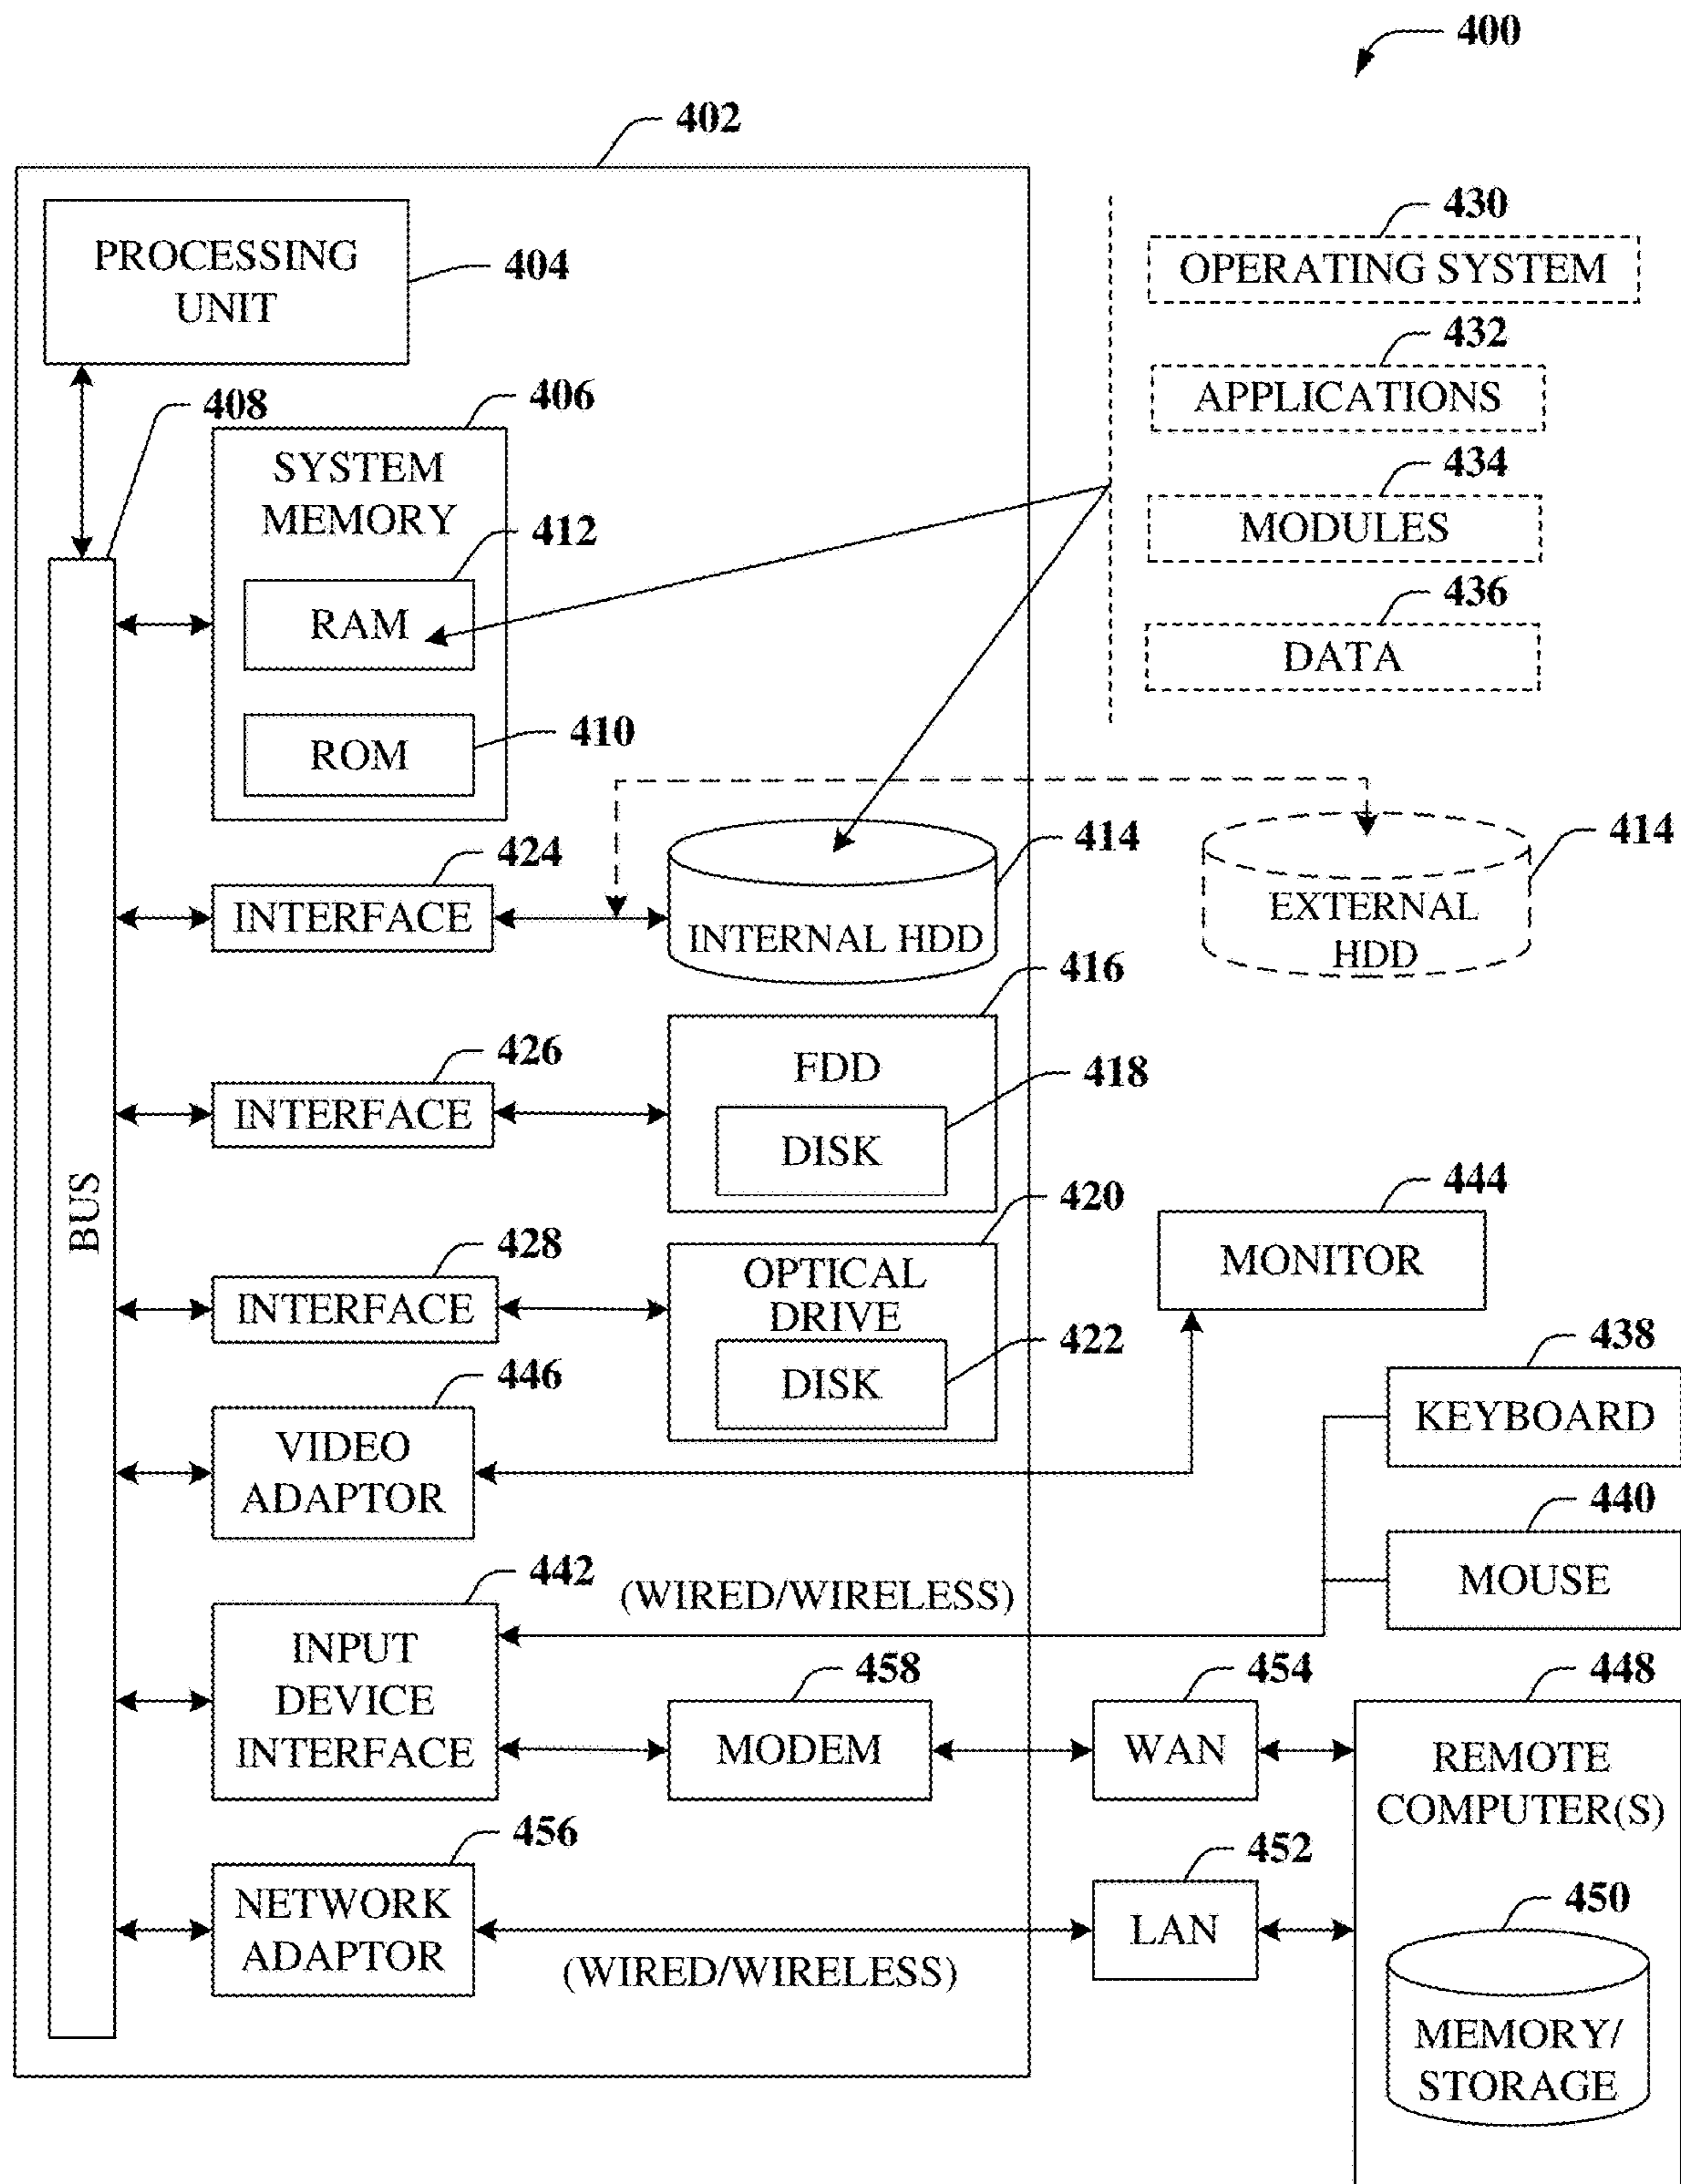 400
402
PROCESSING
UNIT
404
408
406
SYSTEM
MEMORY
412
RAM
410
ROM
430
OPERATING SYSTEM
432
APPLICATIONS
434
MODULES
436
DATA
424
INTERFACE
414
INTERNAL HDD
414
EXTERNAL
HDD
426
INTERFACE
416
FDD
418
DISK
BUS
428
INTERFACE
420
OPTICAL
DRIVE
422
DISK
444
MONITOR
446
VIDEO
ADAPTOR
438
KEYBOARD
440
MOUSE
442
INPUT
DEVICE
INTERFACE
(WIRED/WIRELESS)
458
MODEM
454
WAN
448
REMOTE
COMPUTER(S)
456
NETWORK
ADAPTOR
(WIRED/WIRELESS)
452
LAN
450
MEMORY/
STORAGE